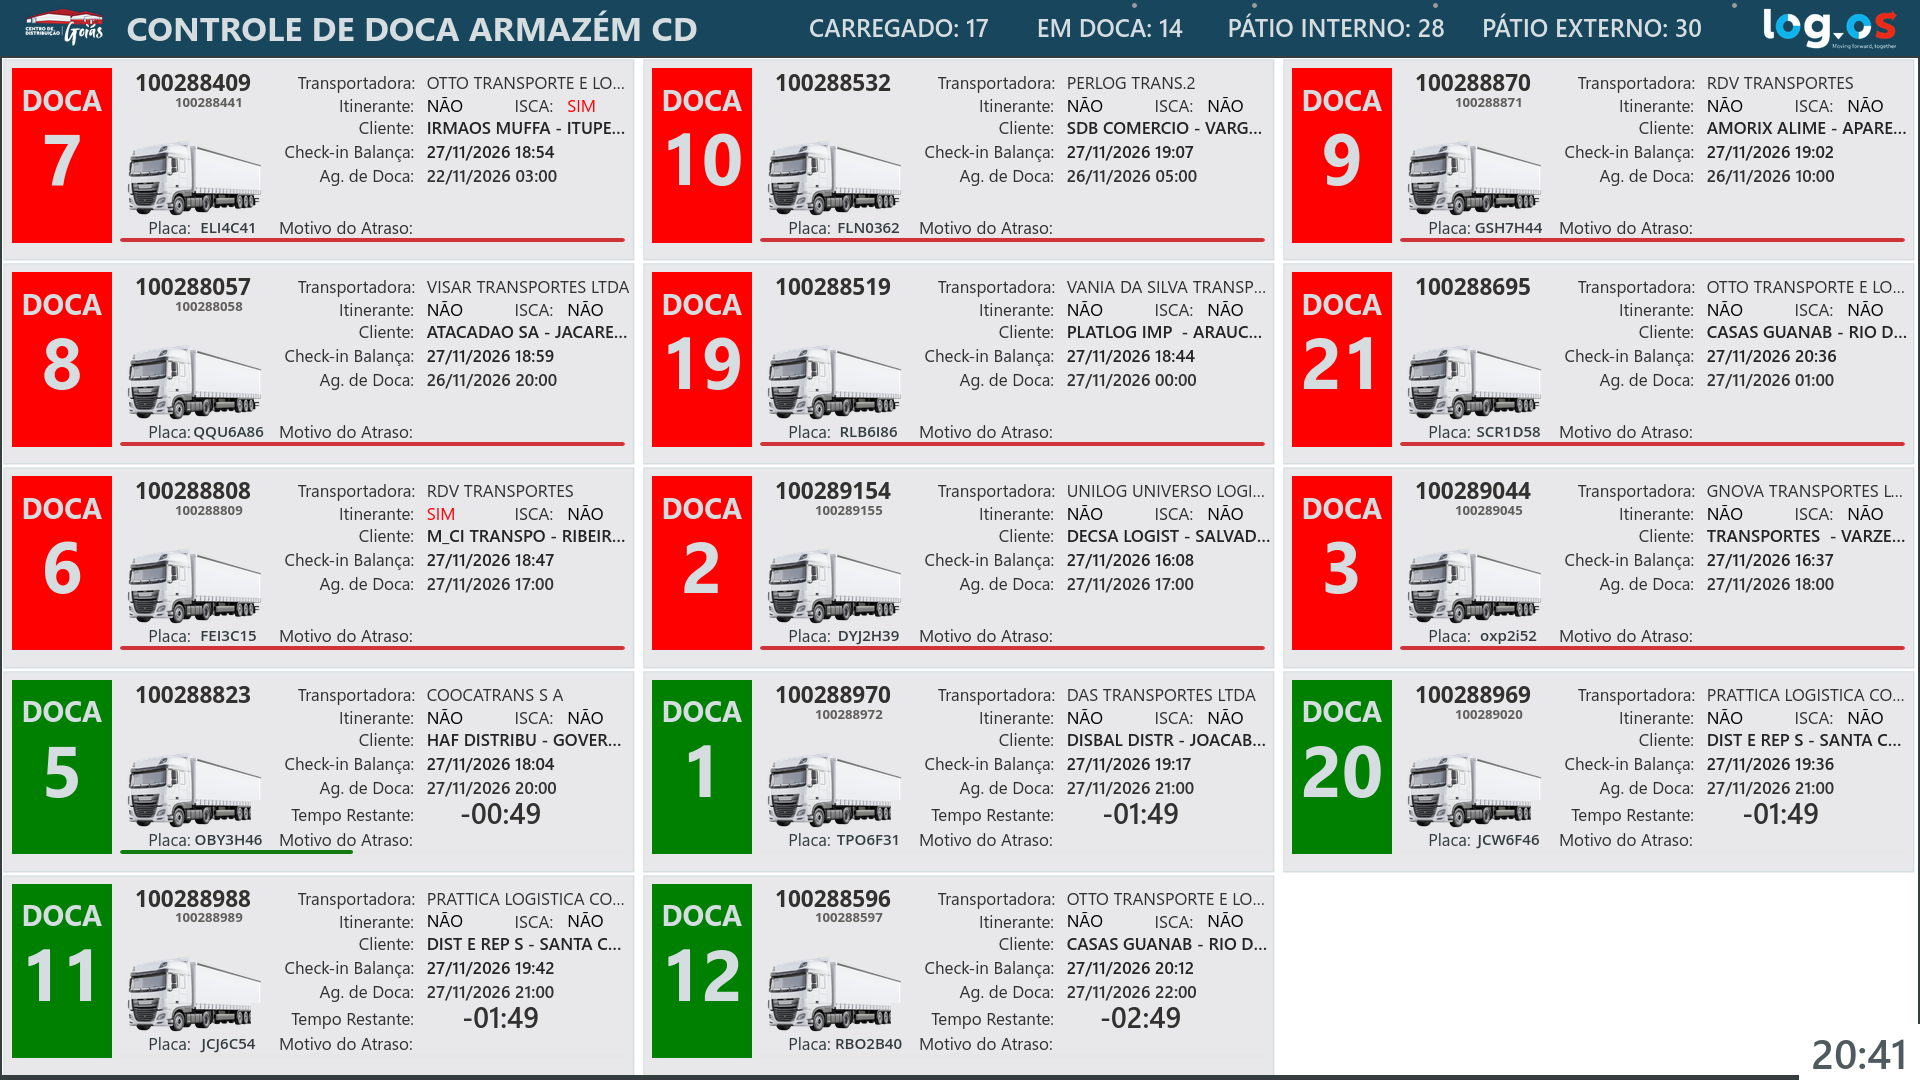 CENTRO DE DISTRIBUIÇÃO Goiás
CONTROLE DE DOCA ARMAZÉM CD
CARREGADO: 17 EM DOCA: 14 PÁTIO INTERNO: 28 PÁTIO EXTERNO: 30
log.os
Moving forward, together
DOCA
7
100288409
100288441
Transportadora: OTTO TRANSPORTE E LO...
Itinerante: NÃO ISCA: SIM
Cliente: IRMAOS MUFFA - ITUPE...
Check-in Balança: 27/11/2026 18:54
Ag. de Doca: 22/11/2026 03:00
Placa: ELI4C41 Motivo do Atraso:
DOCA
10
100288532
Transportadora: PERLOG TRANS.2
Itinerante: NÃO ISCA: NÃO
Cliente: SDB COMERCIO - VARG...
Check-in Balança: 27/11/2026 19:07
Ag. de Doca: 26/11/2026 05:00
Placa: FLN0362 Motivo do Atraso:
DOCA
9
100288870
100288871
Transportadora: RDV TRANSPORTES
Itinerante: NÃO ISCA: NÃO
Cliente: AMORIX ALIME - APARE...
Check-in Balança: 27/11/2026 19:02
Ag. de Doca: 26/11/2026 10:00
Placa: GSH7H44 Motivo do Atraso:
DOCA
8
100288057
100288058
Transportadora: VISAR TRANSPORTES LTDA
Itinerante: NÃO ISCA: NÃO
Cliente: ATACADAO SA - JACARE...
Check-in Balança: 27/11/2026 18:59
Ag. de Doca: 26/11/2026 20:00
Placa: QQU6A86 Motivo do Atraso:
DOCA
19
100288519
Transportadora: VANIA DA SILVA TRANSP...
Itinerante: NÃO ISCA: NÃO
Cliente: PLATLOG IMP - ARAUC...
Check-in Balança: 27/11/2026 18:44
Ag. de Doca: 27/11/2026 00:00
Placa: RLB6I86 Motivo do Atraso:
DOCA
21
100288695
Transportadora: OTTO TRANSPORTE E LO...
Itinerante: NÃO ISCA: NÃO
Cliente: CASAS GUANAB - RIO D...
Check-in Balança: 27/11/2026 20:36
Ag. de Doca: 27/11/2026 01:00
Placa: SCR1D58 Motivo do Atraso:
DOCA
6
100288808
100288809
Transportadora: RDV TRANSPORTES
Itinerante: SIM ISCA: NÃO
Cliente: M_CI TRANSPO - RIBEIR...
Check-in Balança: 27/11/2026 18:47
Ag. de Doca: 27/11/2026 17:00
Placa: FEI3C15 Motivo do Atraso:
DOCA
2
100289154
100289155
Transportadora: UNILOG UNIVERSO LOGI...
Itinerante: NÃO ISCA: NÃO
Cliente: DECSA LOGIST - SALVAD...
Check-in Balança: 27/11/2026 16:08
Ag. de Doca: 27/11/2026 17:00
Placa: DYJ2H39 Motivo do Atraso:
DOCA
3
100289044
100289045
Transportadora: GNOVA TRANSPORTES L...
Itinerante: NÃO ISCA: NÃO
Cliente: TRANSPORTES - VARZE...
Check-in Balança: 27/11/2026 16:37
Ag. de Doca: 27/11/2026 18:00
Placa: oxp2i52 Motivo do Atraso:
DOCA
5
100288823
Transportadora: COOCATRANS S A
Itinerante: NÃO ISCA: NÃO
Cliente: HAF DISTRIBU - GOVER...
Check-in Balança: 27/11/2026 18:04
Ag. de Doca: 27/11/2026 20:00
Tempo Restante: -00:49
Placa: OBY3H46 Motivo do Atraso:
DOCA
1
100288970
100288972
Transportadora: DAS TRANSPORTES LTDA
Itinerante: NÃO ISCA: NÃO
Cliente: DISBAL DISTR - JOACAB...
Check-in Balança: 27/11/2026 19:17
Ag. de Doca: 27/11/2026 21:00
Tempo Restante: -01:49
Placa: TPO6F31 Motivo do Atraso:
DOCA
20
100288969
100289020
Transportadora: PRATTICA LOGISTICA CO...
Itinerante: NÃO ISCA: NÃO
Cliente: DIST E REP S - SANTA C...
Check-in Balança: 27/11/2026 19:36
Ag. de Doca: 27/11/2026 21:00
Tempo Restante: -01:49
Placa: JCW6F46 Motivo do Atraso:
DOCA
11
100288988
100288989
Transportadora: PRATTICA LOGISTICA CO...
Itinerante: NÃO ISCA: NÃO
Cliente: DIST E REP S - SANTA C...
Check-in Balança: 27/11/2026 19:42
Ag. de Doca: 27/11/2026 21:00
Tempo Restante: -01:49
Placa: JCJ6C54 Motivo do Atraso:
DOCA
12
100288596
100288597
Transportadora: OTTO TRANSPORTE E LO...
Itinerante: NÃO ISCA: NÃO
Cliente: CASAS GUANAB - RIO D...
Check-in Balança: 27/11/2026 20:12
Ag. de Doca: 27/11/2026 22:00
Tempo Restante: -02:49
Placa: RBO2B40 Motivo do Atraso:
20:41